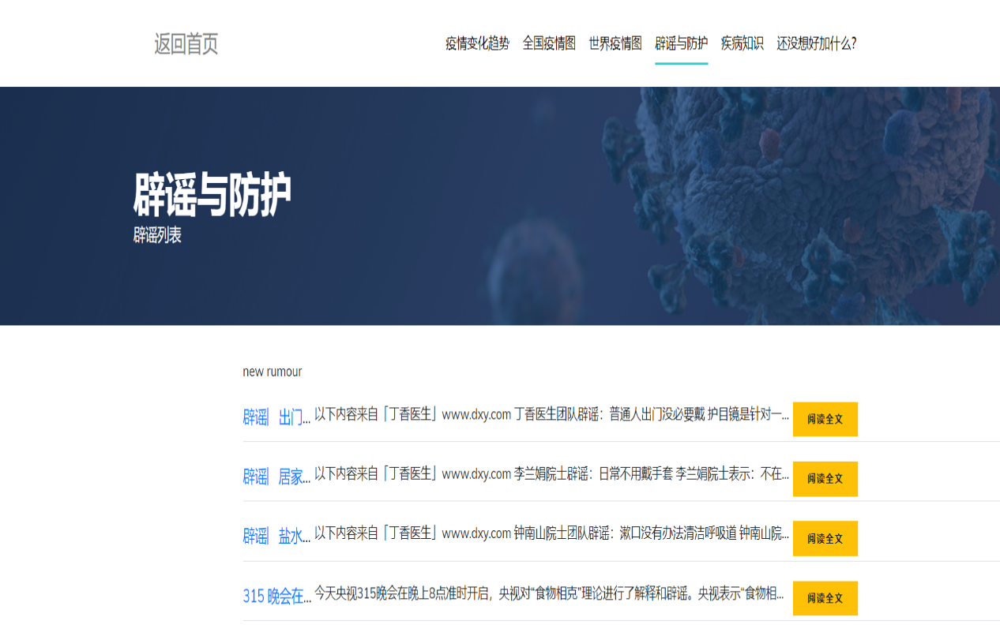 返回首页
疫情变化趋势 全国疫情图 世界疫情图 辟谣与防护 疾病知识 还没想好加什么?
辟谣与防护
辟谣列表
new rumour
辟谣| 出门... 以下内容来自「丁香医生」www.dxy.com 丁香医生团队辟谣：普通人出门没必要戴 护目镜是针对一... 阅读全文
辟谣| 居家... 以下内容来自「丁香医生」www.dxy.com 李兰娟院士辟谣：日常不用戴手套 李兰娟院士表示：不在... 阅读全文
辟谣| 盐水... 以下内容来自「丁香医生」www.dxy.com 钟南山院士团队辟谣：漱口没有办法清洁呼吸道 钟南山院... 阅读全文
315 晚会在... 今天央视315晚会在晚上8点准时开启，央视对“食物相克”理论进行了解释和辟谣。央视表示“食物相... 阅读全文